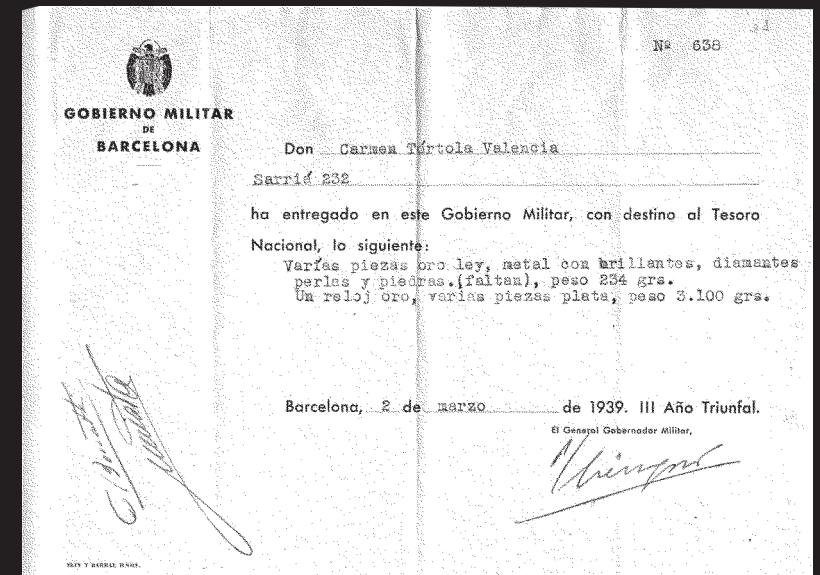 Nº 638
GOBIERNO MILITAR
DE
BARCELONA
Don Carmen Tórtola Valencia
Sarriá 232
ha entregado en este Gobierno Militar, con destino al Tesoro
Nacional, lo siguiente:
Varías piezas oro ley, metal con brillantes, diamantes
perlas y piedras.(faltan), peso 234 grs.
Un reloj oro, varias piezas plata, peso 3.100 grs.
Barcelona, 2 de marzo de 1939. III Año Triunfal.
El General Gobernador Militar,